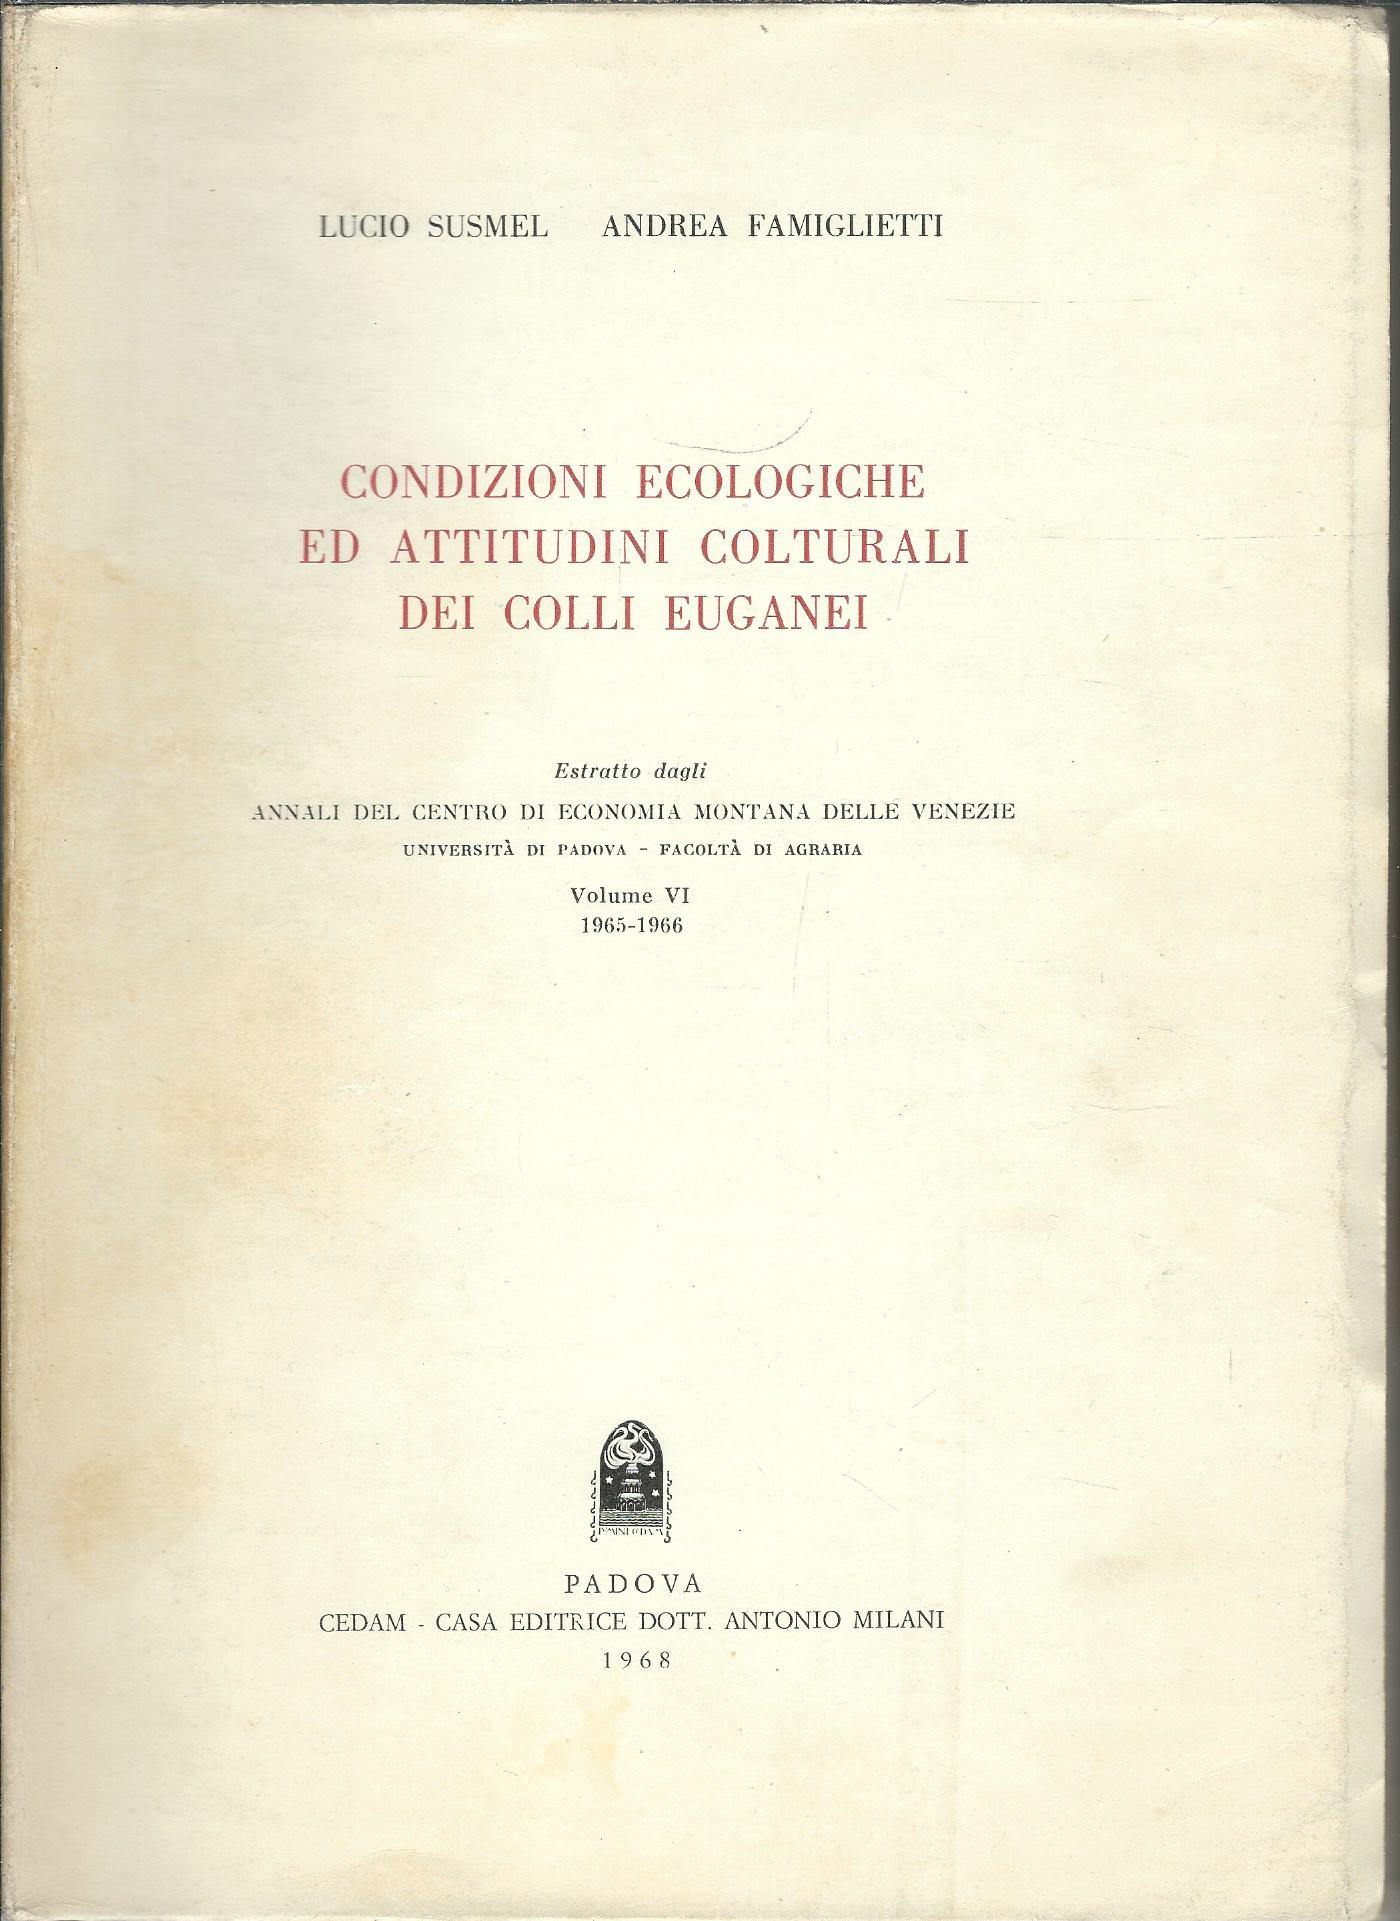 LUCIO SUSMEL ANDREA FAMIGLIETTI
CONDIZIONI ECOLOGICHE
ED ATTITUDINI COLTURALI
DEI COLLI EUGANEI
Estratto dagli
ANNALI DEL CENTRO DI ECONOMIA MONTANA DELLE VENEZIE
UNIVERSITÀ DI PADOVA - FACOLTÀ DI AGRARIA
Volume VI
1965-1966
PADOVA
CEDAM - CASA EDITRICE DOTT. ANTONIO MILANI
1968